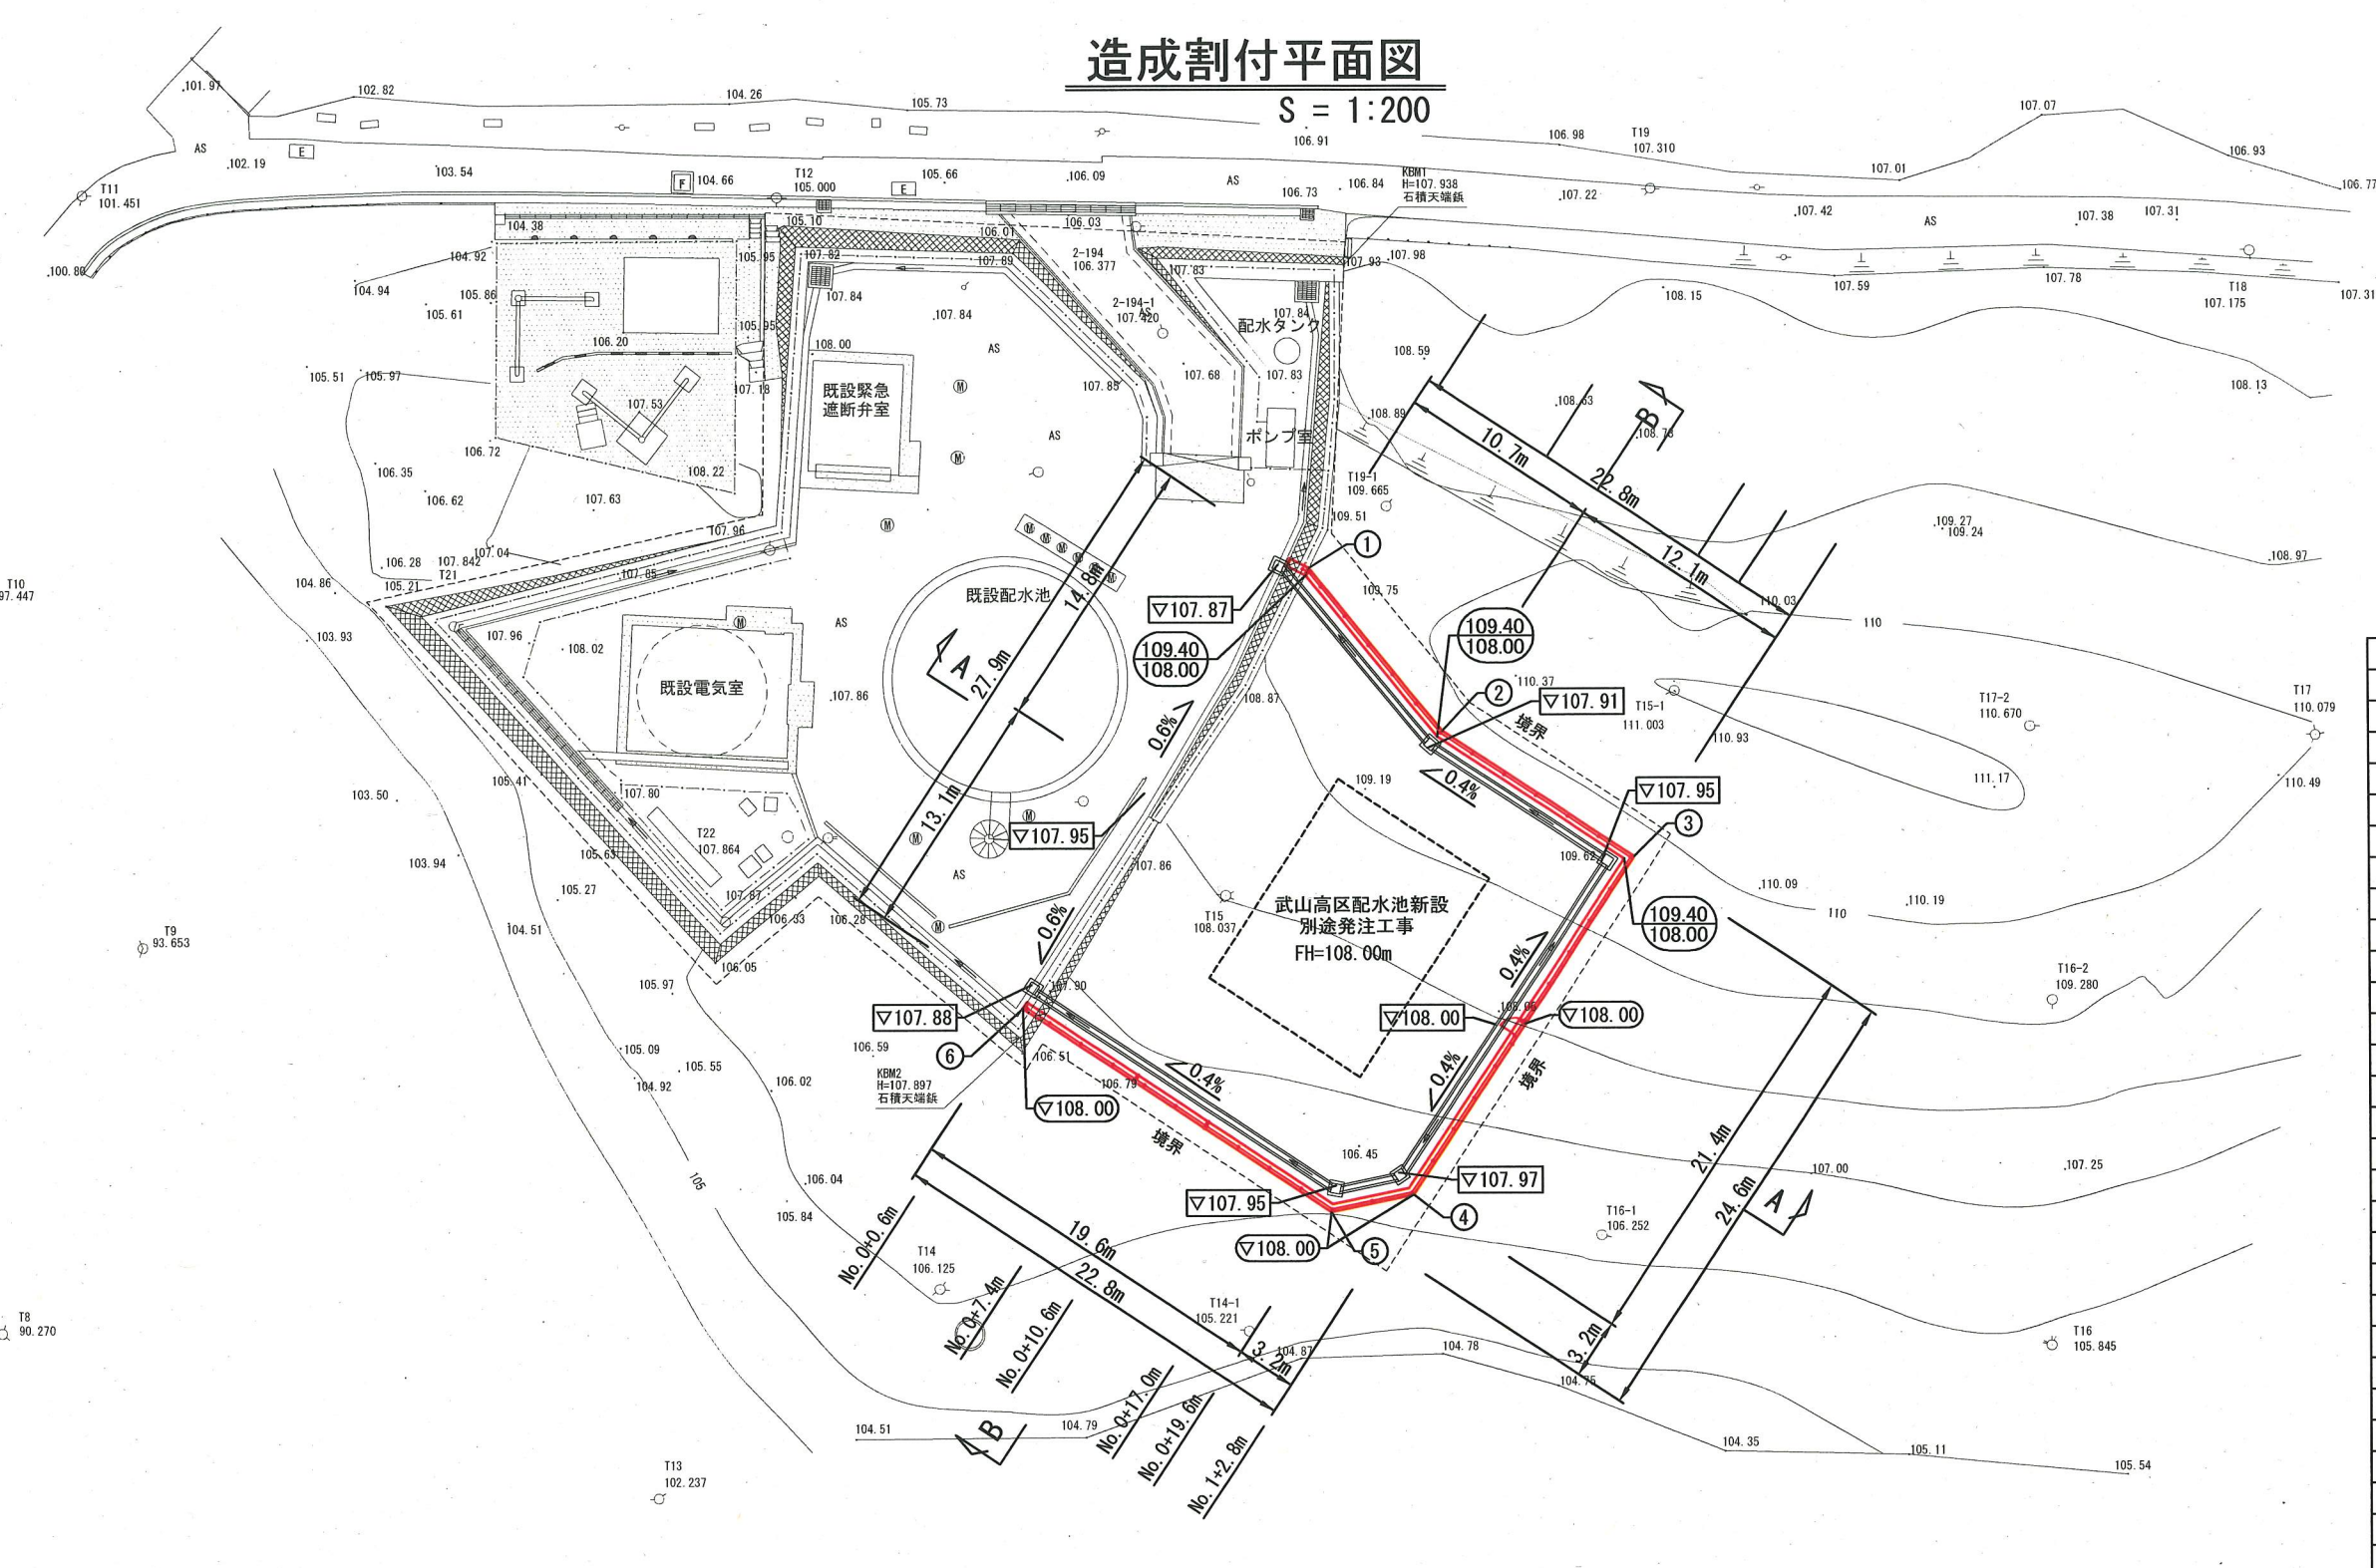 造成割付平面図
S = 1:200
101.97
102.82
104.26
105.73
106.91
106.98
T19
107.310
107.07
106.93
107.01
106.77
AS
102.19
E
103.54
F
104.66
T12
105.000
E
105.66
106.09
AS
106.73
106.84
KBM1
H=107.938
石積天端鋲
107.22
107.42
AS
107.38
107.31
T11
101.451
100.80
104.38
105.10
106.01
106.03
2-194
106.377
107.93
107.98
104.92
105.95
107.82
107.89
107.83
107.59
107.78
T18
107.175
107.31
104.94
105.86
107.84
2-194-1
107.420
AS
107.84
108.15
105.61
105.95
107.84
配水タンク
106.20
108.00
AS
108.59
105.51
105.97
107.18
107.85
107.68
107.83
108.13
既設緊急
遮断弁室
M
107.53
108.89
108.63
B
108.78
AS
ポンプ室
10.7m
22.8m
12.1m
106.72
106.35
108.22
M
T19-1
109.665
106.62
107.63
109.51
M
109.27
109.24
107.96
M M M M M M
①
108.97
106.28
107.842
T21
107.04
107.85
105.21
104.86
T10
97.447
14.8m
27.9m
13.1m
既設配水池
▽107.87
109.75
110.03
110
103.93
107.96
108.02
M
AS
109.40
108.00
109.40
108.00
A
既設電気室
107.86
108.87
110.37
②
▽107.91
T15-1
111.003
T17-2
110.670
T17
110.079
0.6%
境界
110.93
105.41
109.19
0.4%
111.17
110.49
103.50
107.80
▽107.95
T22
107.864
M
M
▽107.95
③
103.94
105.63
107.86
109.62
AS
105.27
107.87
110.09
110.19
武山高区配水池新設
別途発注工事
FH=108.00m
T15
108.037
109.40
108.00
110
104.51
106.33
106.28
M
0.6%
0.4%
T9
93.653
106.05
T16-2
109.280
105.97
107.90
▽107.88
▽108.00
▽108.00
106.59
⑥
106.51
105.09
105.55
104.92
106.02
KBM2
H=107.897
石積天端鋲
106.79
0.4%
0.4%
境界
▽108.00
境界
106.45
21.4m
24.6m
A
3.2m
107.00
107.25
105
106.04
▽107.97
▽107.95
105.84
④
T16-1
106.252
No.0+0.6m
19.6m
22.8m
3.2m
▽108.00
⑤
T14
106.125
No.0+7.4m
No.0+10.6m
T14-1
105.221
T8
90.270
104.87
104.78
T16
105.845
104.75
No.0+17.0m
No.0+19.6m
No.1+2.8m
104.51
104.79
B
104.35
105.11
105.54
T13
102.237